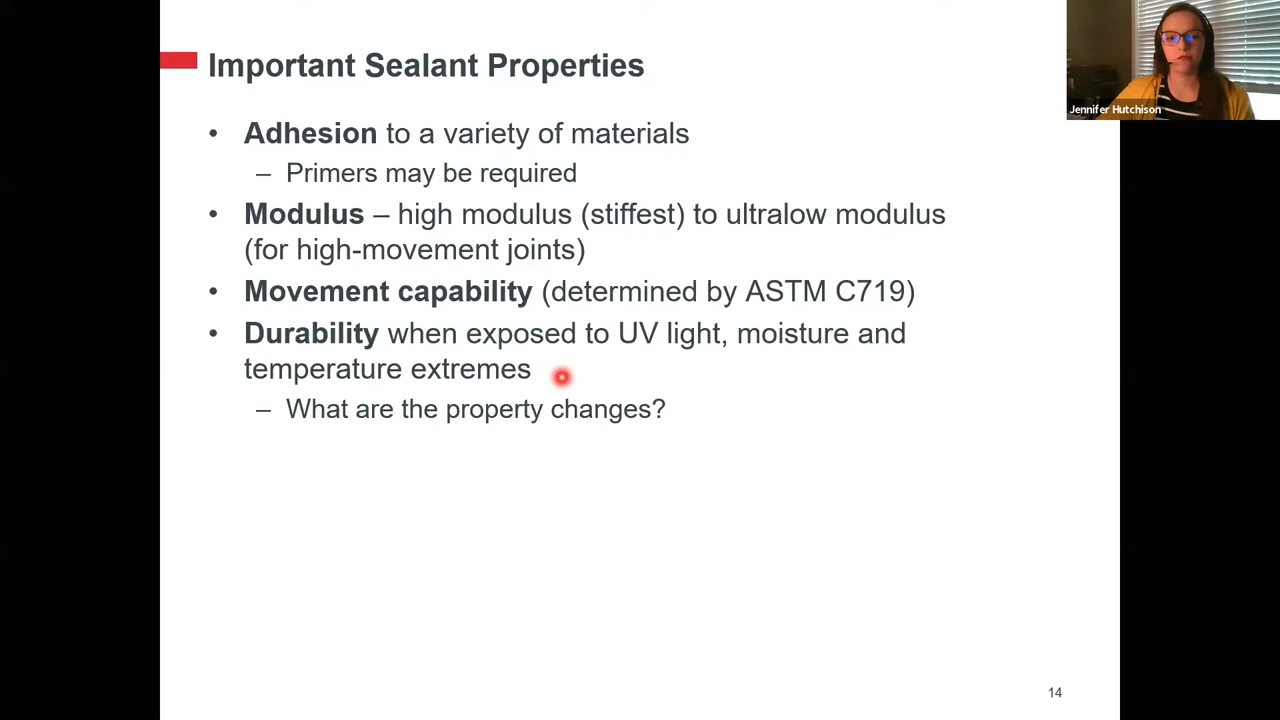 Important Sealant Properties
Jennifer Hutchison
• Adhesion to a variety of materials
– Primers may be required
• Modulus – high modulus (stiffest) to ultralow modulus
(for high-movement joints)
• Movement capability (determined by ASTM C719)
• Durability when exposed to UV light, moisture and
temperature extremes
– What are the property changes?
14